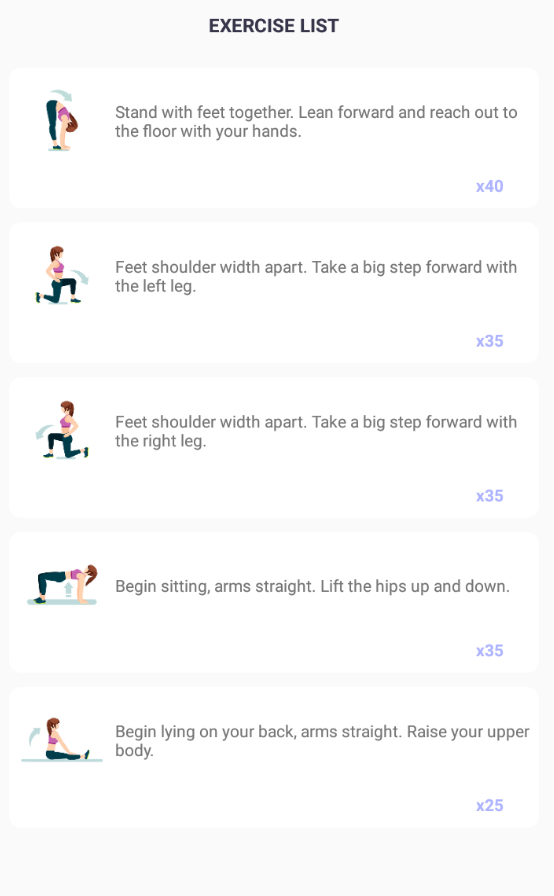 EXERCISE LIST
Stand with feet together. Lean forward and reach out to
the floor with your hands.
x40
Feet shoulder width apart. Take a big step forward with
the left leg.
x35
Feet shoulder width apart. Take a big step forward with
the right leg.
x35
Begin sitting, arms straight. Lift the hips up and down.
x35
Begin lying on your back, arms straight. Raise your upper
body.
x25